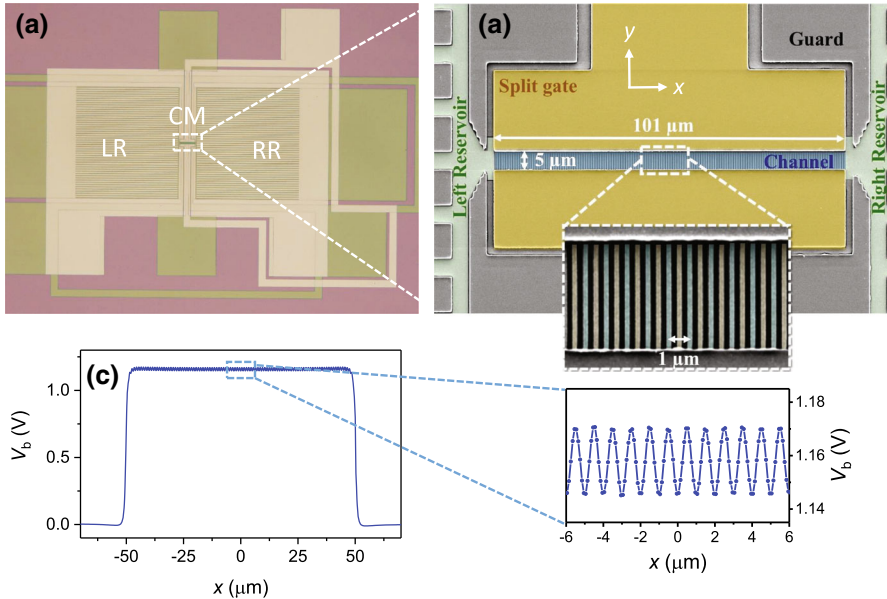 (a)
CM
LR
RR
(a)
Guard
y
x
Split gate
101 μm
5 μm
Channel
Left Reservoir
Right Reservoir
1 μm
(c)
1.0
0.5
0.0
Vb (V)
-50
-25
0
25
50
x (μm)
1.18
1.16
1.14
Vb (V)
-6
-4
-2
0
2
4
6
x (μm)